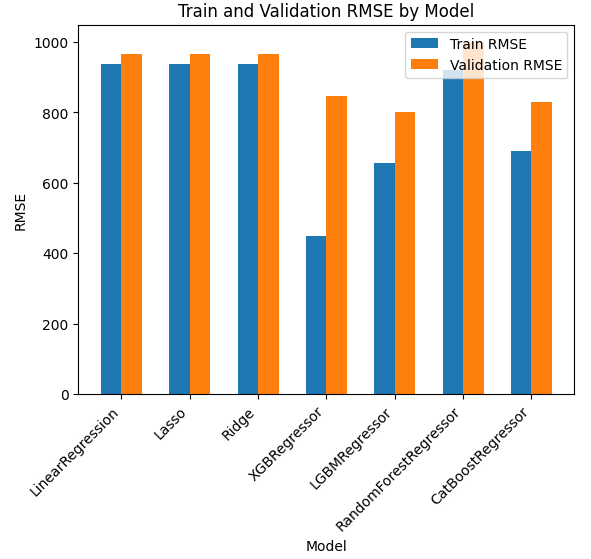 Train and Validation RMSE by Model
Train RMSE
Validation RMSE
RMSE
1000
800
600
400
200
0
LinearRegression
Lasso
Ridge
XGBRegressor
LGBMRegressor
RandomForestRegressor
CatBoostRegressor
Model